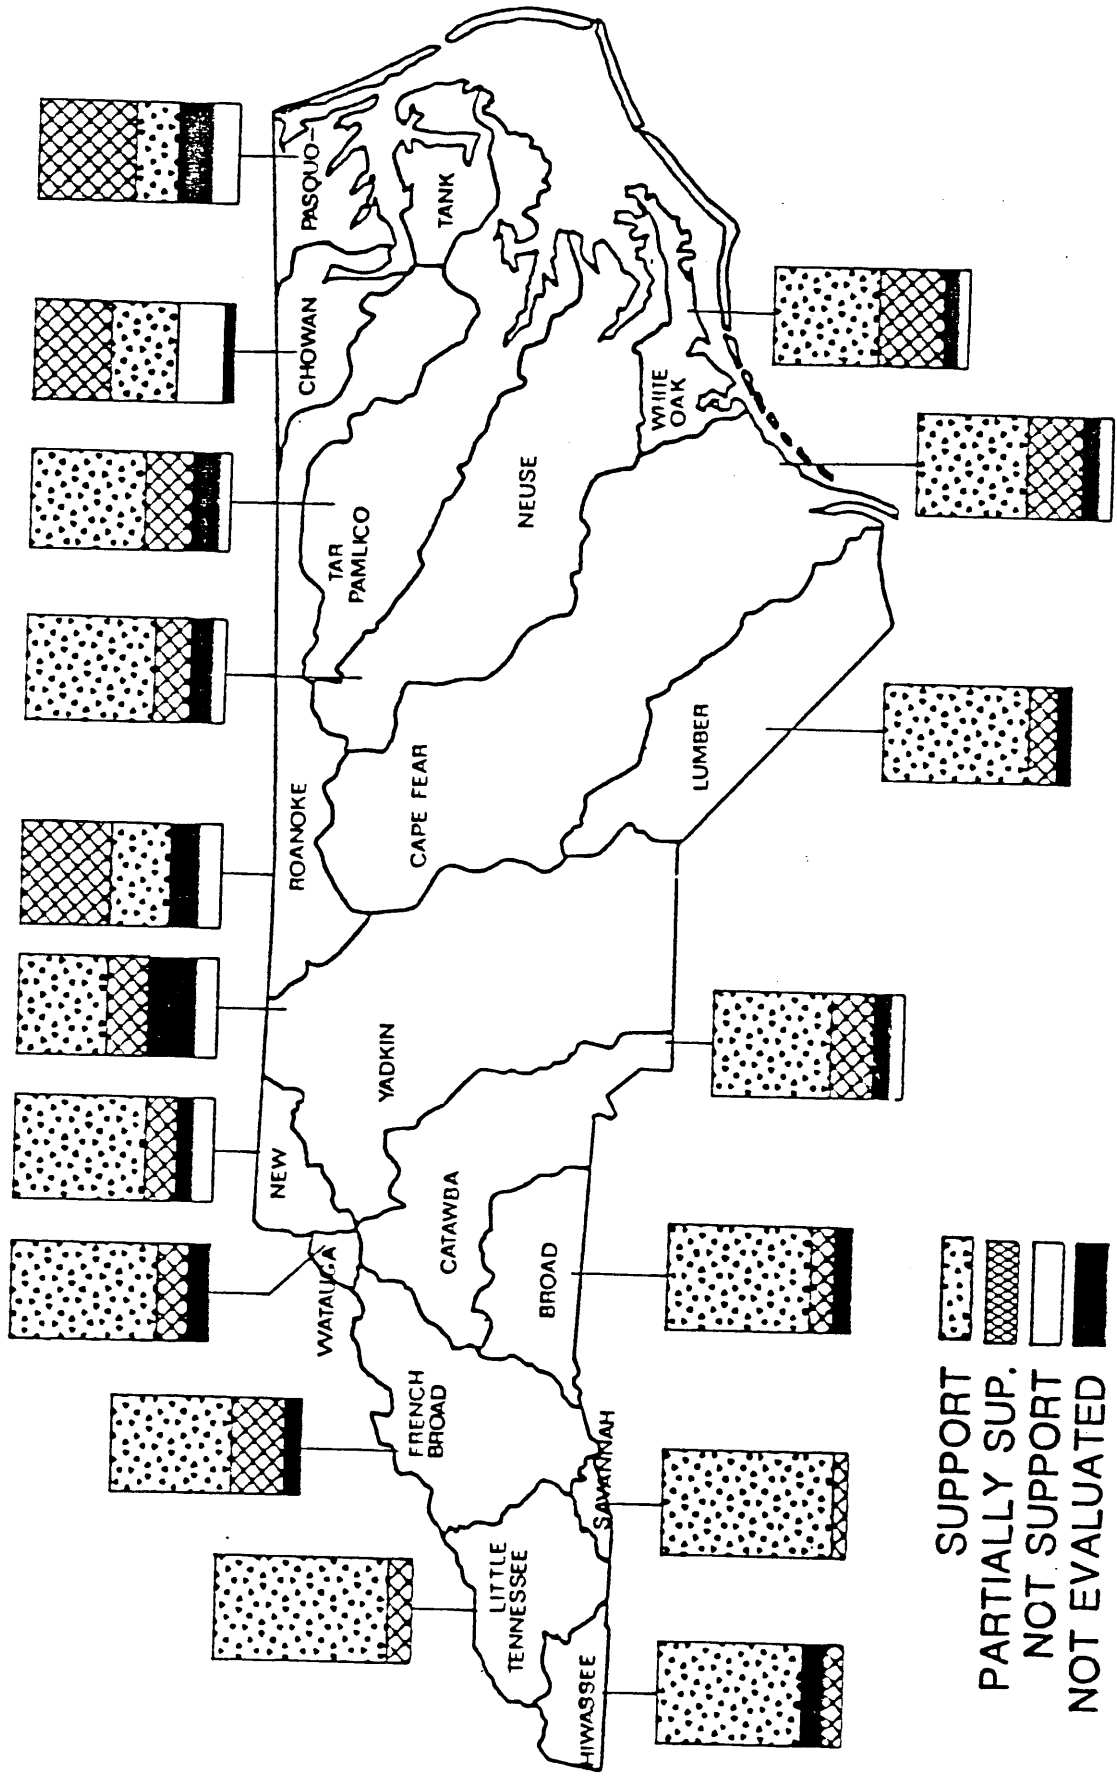 PASQUO-
TANK
CHOWAN
TAR
PAMLICO
NEUSE
WHITE
OAK
ROANOKE
CAPE FEAR
LUMBER
YADKIN
NEW
WATAUGA
CATAWBA
BROAD
FRENCH
BROAD
SAVANNAH
LITTLE
TENNESSEE
HIWASSEE
SUPPORT
PARTIALLY SUP.
NOT SUPPORT
NOT EVALUATED